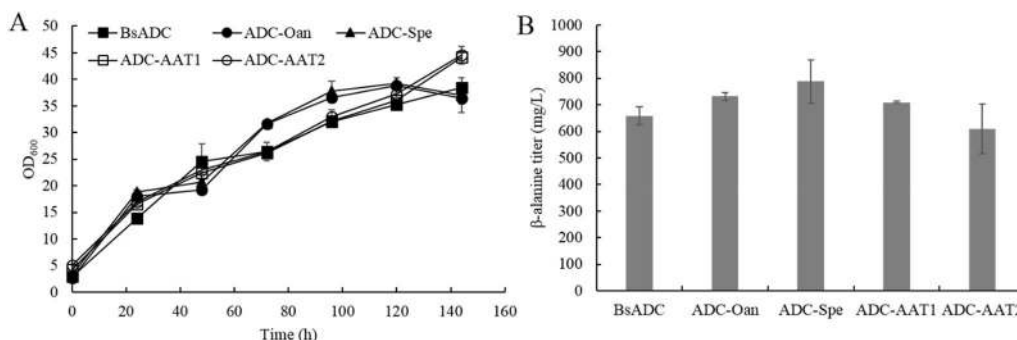 A
BsADC ADC-Oan ADC-Spe
ADC-AAT1 ADC-AAT2
OD600
50
45
40
35
30
25
20
15
10
5
0
0 20 40 60 80 100 120 140 160
Time (h)
B
β-alanine titer (mg/L)
1000
900
800
700
600
500
400
300
200
100
0
BsADC ADC-Oan ADC-Spe ADC-AAT1 ADC-AAT2